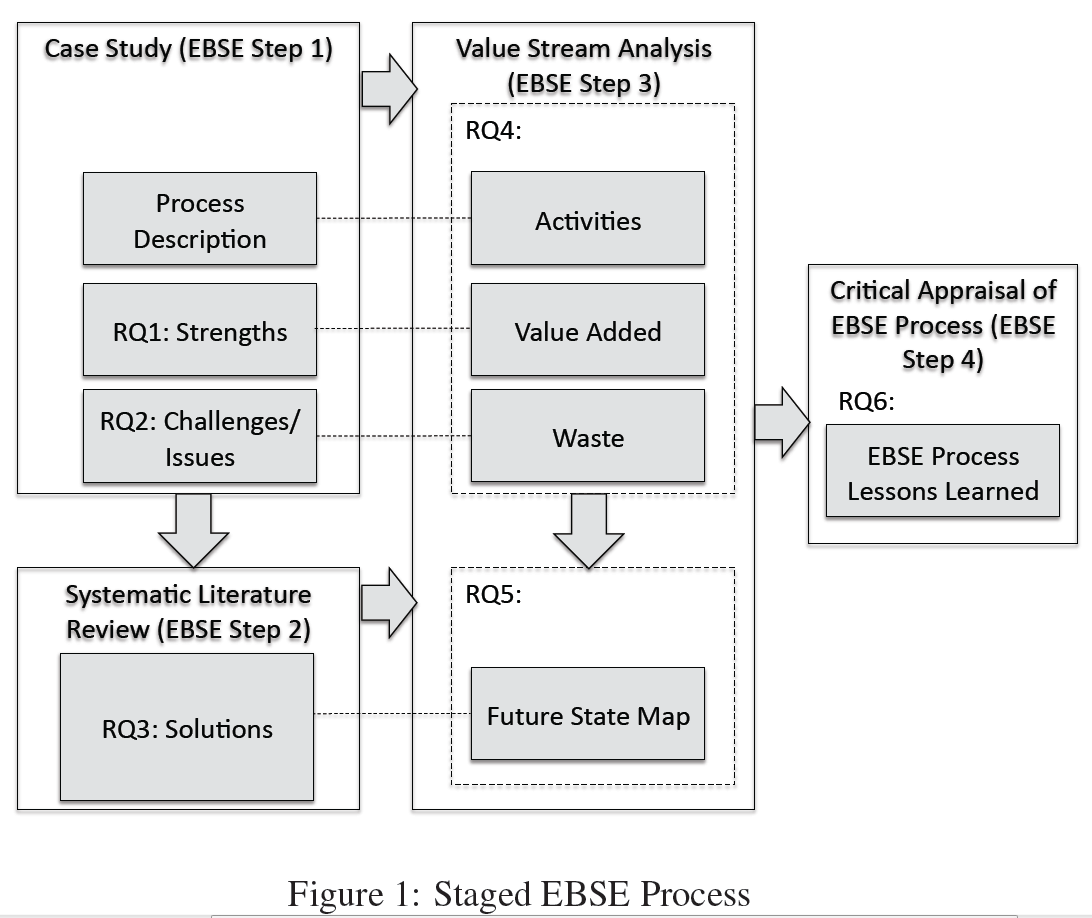 Case Study (EBSE Step 1)
Process
Description
RQ1: Strengths
RQ2: Challenges/
Issues
Systematic Literature
Review (EBSE Step 2)
RQ3: Solutions
Value Stream Analysis
(EBSE Step 3)
RQ4:
Activities
Value Added
Waste
RQ5:
Future State Map
Critical Appraisal of
EBSE Process (EBSE
Step 4)
RQ6:
EBSE Process
Lessons Learned
Figure 1: Staged EBSE Process